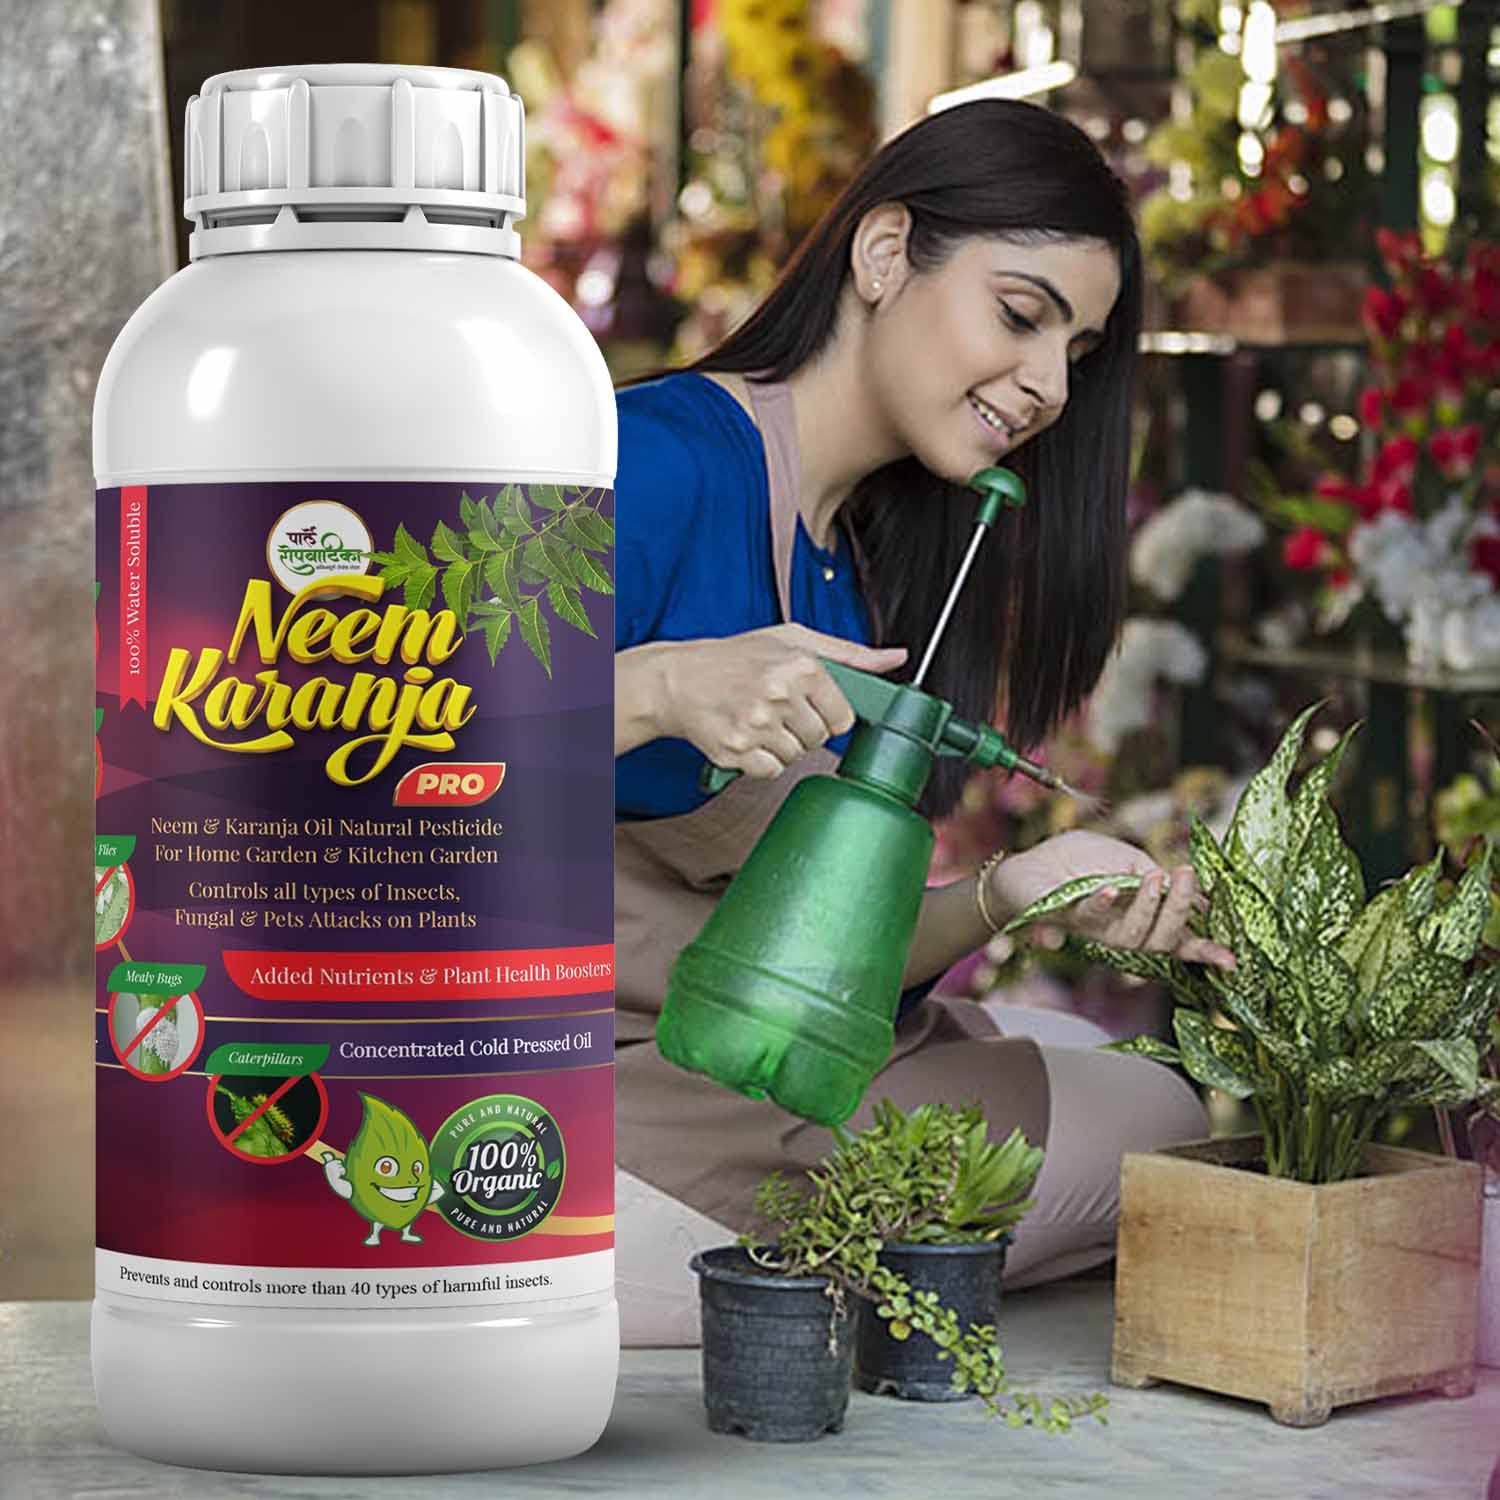 100% Water Soluble
पार्ले
रोपवाटिका
Neem
Karanja
PRO
Neem & Karanja Oil Natural Pesticide
For Home Garden & Kitchen Garden
Controls all types of Insects,
Fungal & Pets Attacks on Plants
Added Nutrients & Plant Health Boosters
Flies
Mealy Bugs
Caterpillars
Concentrated Cold Pressed Oil
PURE AND NATURAL
100%
Organic
PURE AND NATURAL
Prevents and controls more than 40 types of harmful insects.